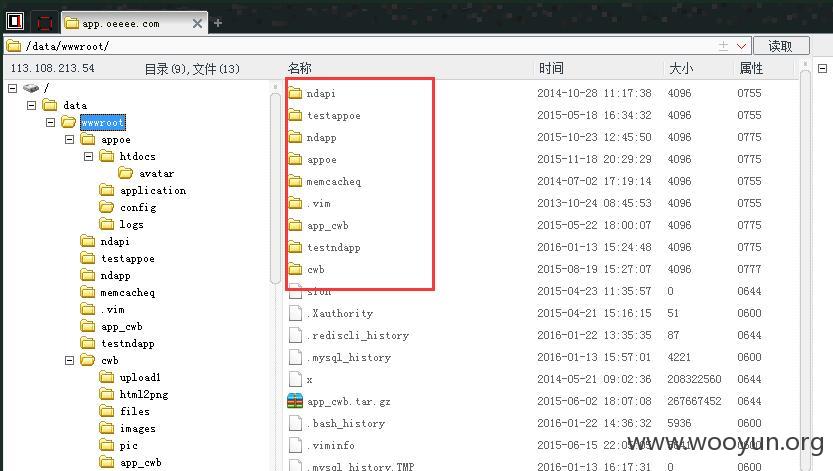 app.oeeee.com
/data/wwwroot/ 读取
113.108.213.54 目录(9),文件(13) 名称 时间 大小 属性
/
data
wwwroot
appoe
htdocs
avatar
application
config
logs
ndapi
testappoe
ndapp
memcacheq
.vim
app_cwb
testndapp
cwb
upload1
html2png
files
images
pic
app_cwb
ndapi 2014-10-28 11:17:38 4096 0755
testappoe 2015-05-18 16:34:32 4096 0755
ndapp 2015-10-23 12:45:50 4096 0775
appoe 2015-11-18 20:29:29 4096 0775
memcacheq 2014-07-02 17:19:14 4096 0755
.vim 2013-10-24 08:45:53 4096 0755
app_cwb 2015-05-22 18:00:07 4096 0775
testndapp 2016-01-13 15:24:48 4096 0775
cwb 2015-08-19 15:27:07 4096 0777
2015-04-23 11:35:57 0 0644
.Xauthority 2015-04-21 15:16:15 51 0600
.rediscli_history 2016-01-22 13:35:35 87 0644
.mysql_history 2016-01-13 15:57:01 4221 0600
x 2014-05-21 09:02:36 208322560 0644
app_cwb.tar.gz 2015-06-02 18:07:08 267667452 0644
.bash_history 2016-01-22 14:36:32 5936 0600
.viminfo 2015-06-15 0600
.mysql_history.TMP 2016-01-13 16:17:31 0
www.wooyun.org